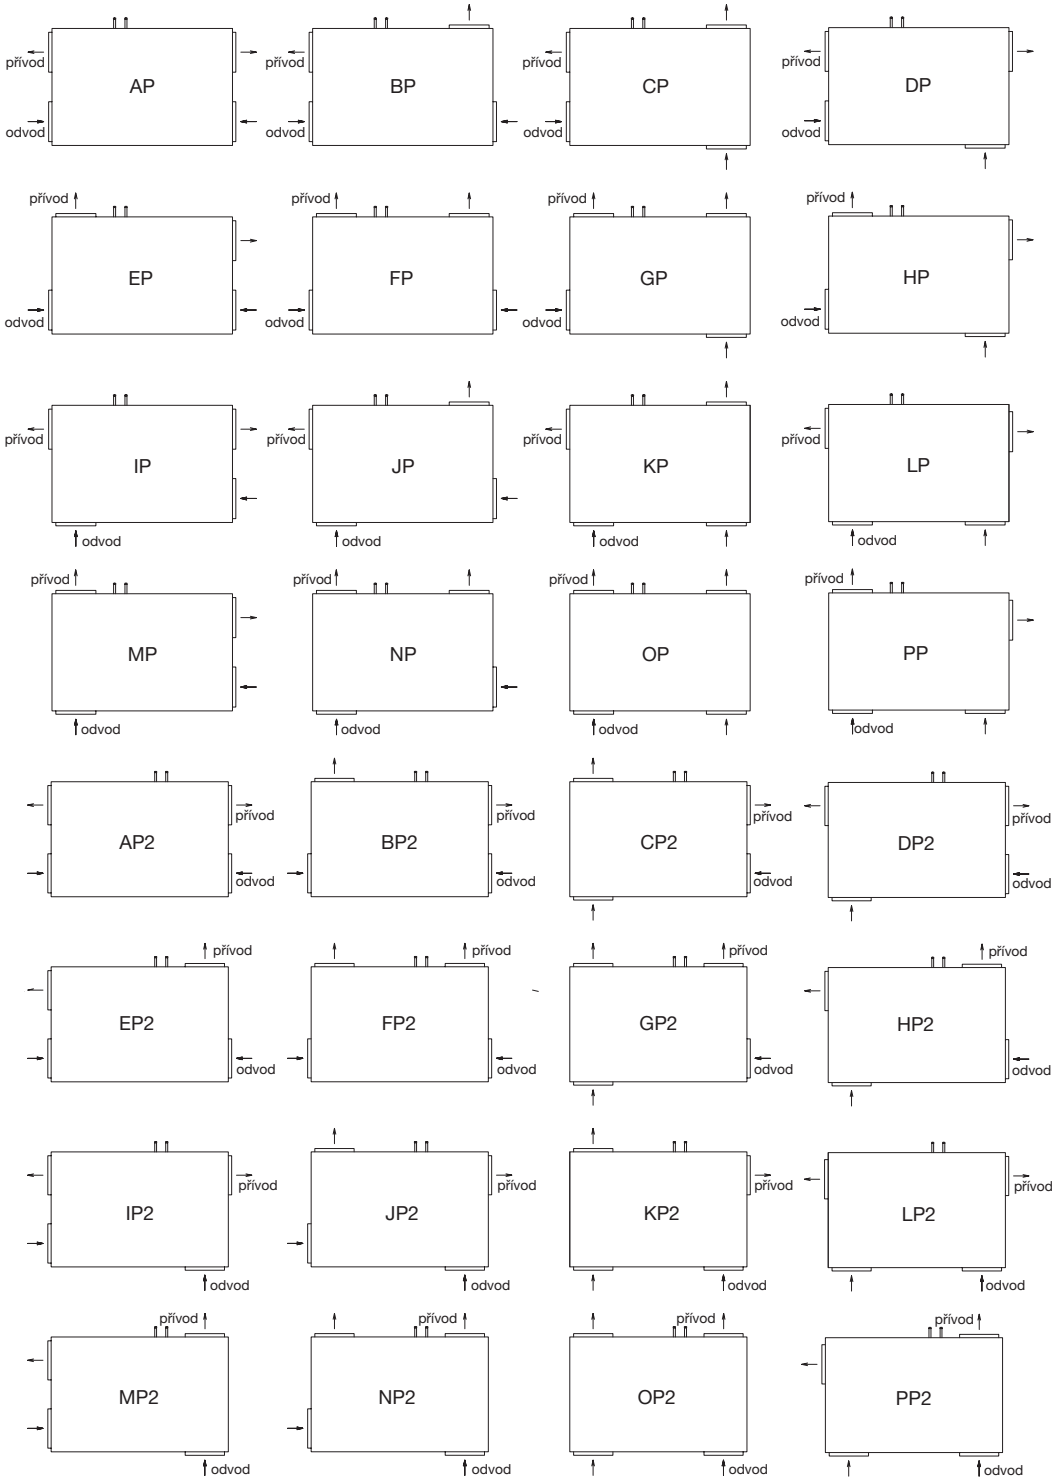 přívod AP odvod
přívod BP odvod
přívod CP odvod
přívod DP odvod
přívod EP odvod
přívod FP odvod
přívod GP odvod
přívod HP odvod
přívod IP odvod
přívod JP odvod
přívod KP odvod
přívod LP odvod
přívod MP odvod
přívod NP odvod
přívod OP odvod
přívod PP odvod
AP2 přívod odvod
BP2 přívod odvod
CP2 přívod odvod
DP2 přívod odvod
přívod EP2 odvod
přívod FP2 odvod
přívod GP2 odvod
přívod HP2 odvod
přívod IP2 odvod
přívod JP2 odvod
přívod KP2 odvod
přívod LP2 odvod
přívod MP2 odvod
přívod NP2 odvod
přívod OP2 odvod
přívod PP2 odvod